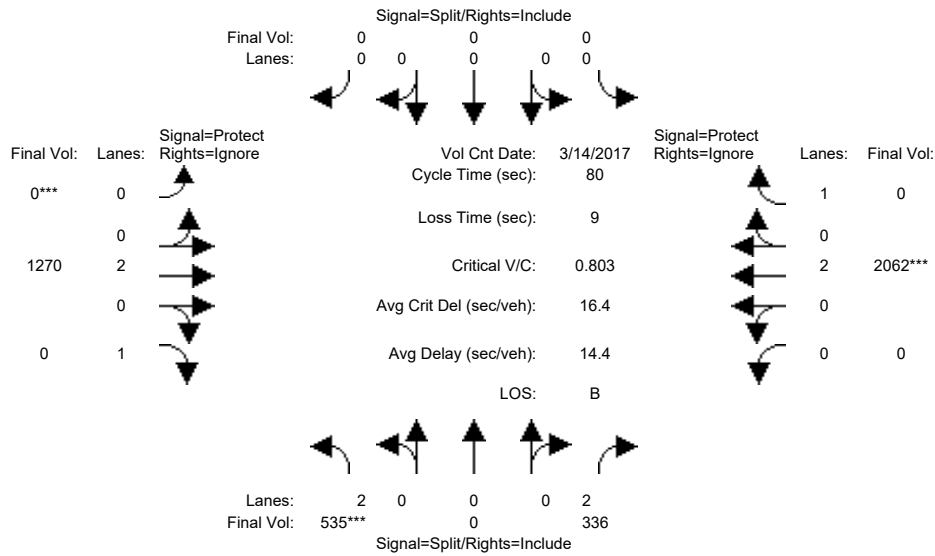 Signal=Split/Rights=Include
Final Vol: 0 0 0
Lanes: 0 0 0 0 0
Signal=Protect
Final Vol: Lanes: Rights=Ignore
Vol Cnt Date: 3/14/2017
Signal=Protect
Rights=Ignore Lanes: Final Vol:
Cycle Time (sec): 80
0*** 0
1 0
Loss Time (sec): 9
0
0
1270 2
Critical V/C: 0.803
2 2062***
0
Avg Crit Del (sec/veh): 16.4
0
0 1
Avg Delay (sec/veh): 14.4
0 0
LOS: B
Lanes: 2 0 0 0 2
Final Vol: 535*** 0 336
Signal=Split/Rights=Include